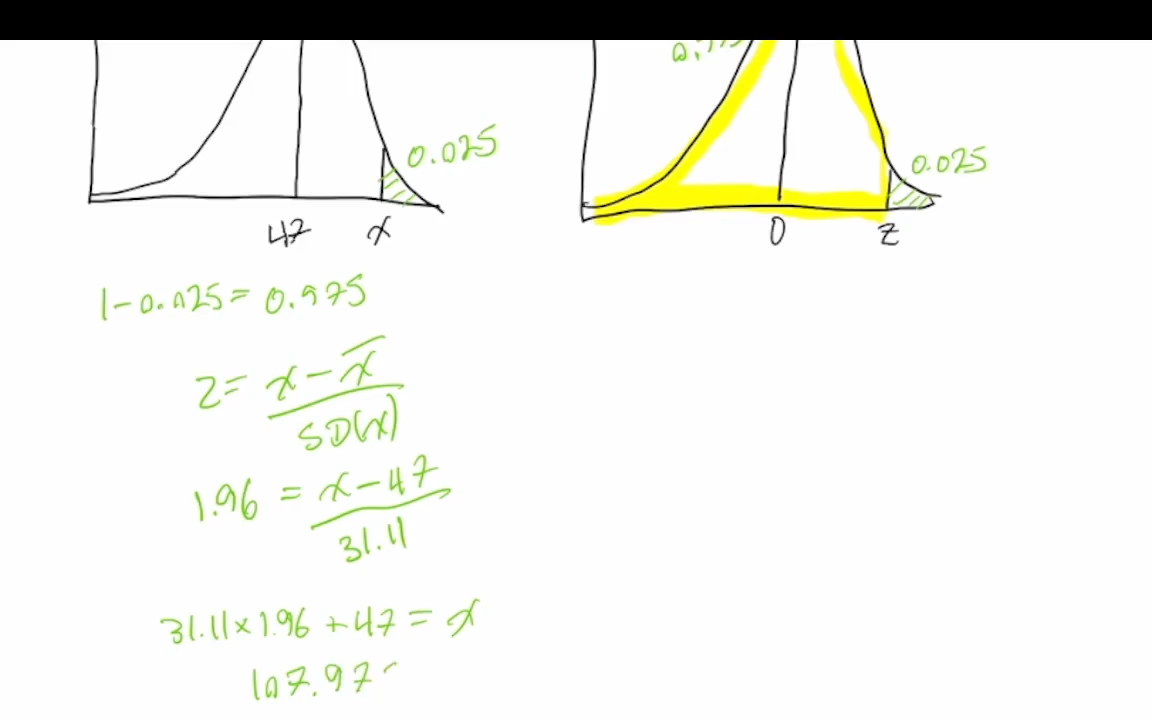 0.025
0.025
47 x
0 z
1-0.025= 0.975
z= x - x̄
SD(x)
1.96 = x - 47
31.11
31.11×1.96 +47 = x
107.97